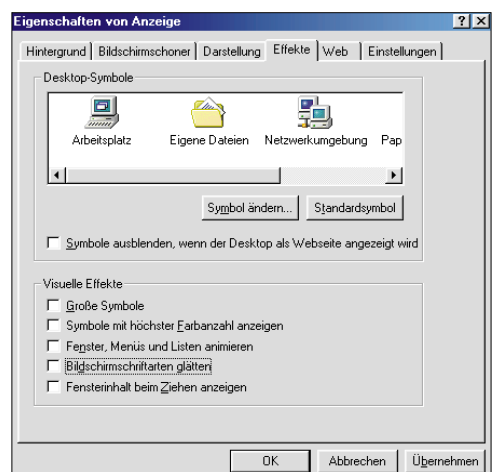 Eigenschaften von Anzeige
Hintergrund Bildschirmschoner Darstellung Effekte Web Einstellungen
Desktop-Symbole
Arbeitsplatz Eigene Dateien Netzwerkumgebung Pap
Symbol ändern... Standardsymbol
Symbole ausblenden, wenn der Desktop als Webseite angezeigt wird
Visuelle Effekte
Große Symbole
Symbole mit höchster Farbanzahl anzeigen
Fenster, Menüs und Listen animieren
Bildschirmschriftarten glätten
Fensterinhalt beim Ziehen anzeigen
OK Abbrechen Übernehmen